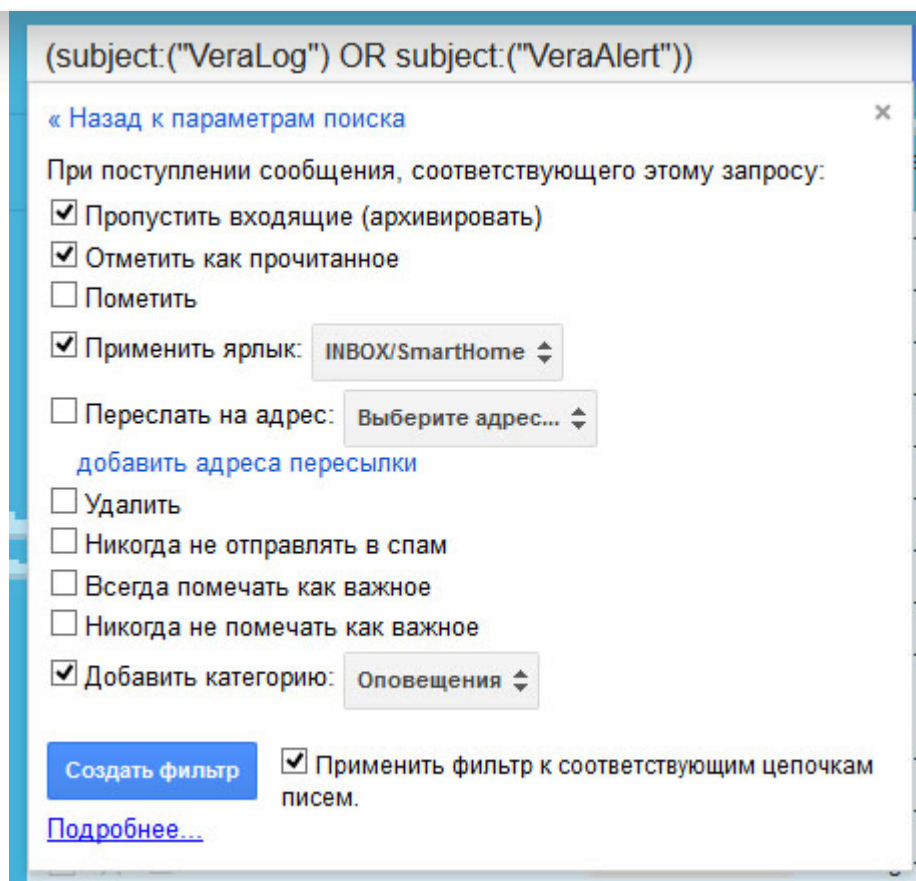 (subject:("VeraLog") OR subject:("VeraAlert"))
« Назад к параметрам поиска
×
При поступлении сообщения, соответствующего этому запросу:
Пропустить входящие (архивировать)
Отметить как прочитанное
Пометить
Применить ярлык: INBOX/SmartHome
Переслать на адрес: Выберите адрес...
добавить адреса пересылки
Удалить
Никогда не отправлять в спам
Всегда помечать как важное
Никогда не помечать как важное
Добавить категорию: Оповещения
Создать фильтр
Применить фильтр к соответствующим цепочкам
писем.
Подробнее...